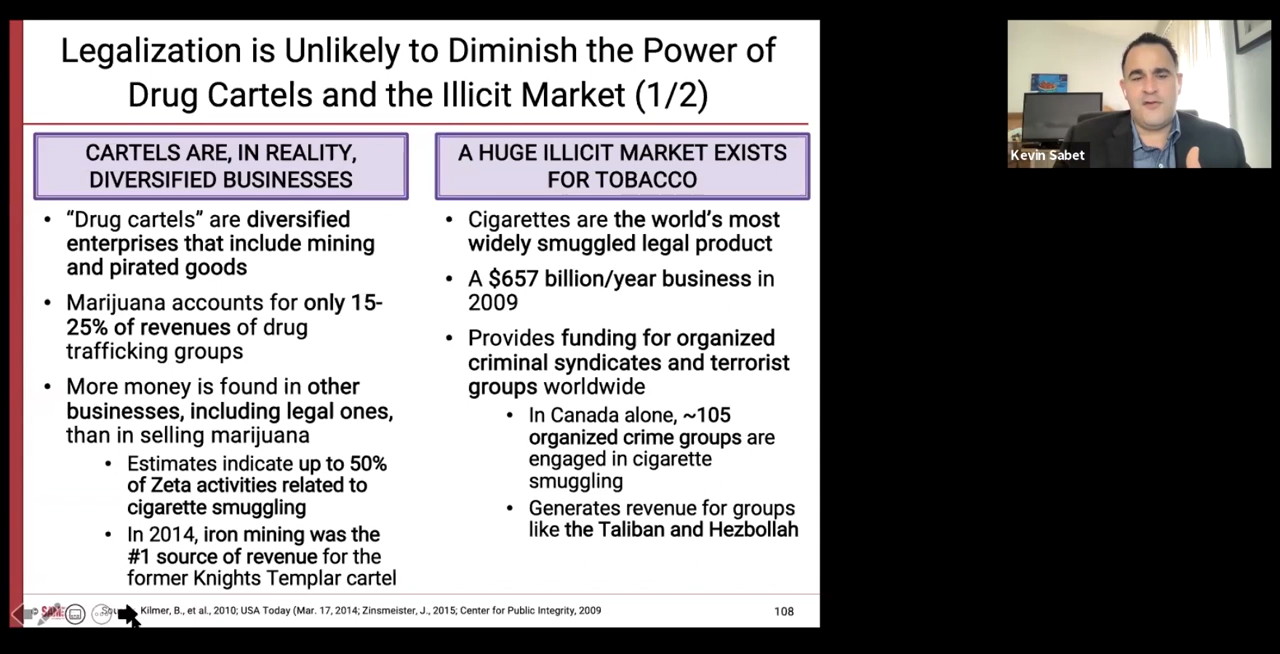 Legalization is Unlikely to Diminish the Power of
Drug Cartels and the Illicit Market (1/2)
CARTELS ARE, IN REALITY,
DIVERSIFIED BUSINESSES
• “Drug cartels” are diversified
enterprises that include mining
and pirated goods
• Marijuana accounts for only 15-
25% of revenues of drug
trafficking groups
• More money is found in other
businesses, including legal ones,
than in selling marijuana
• Estimates indicate up to 50%
of Zeta activities related to
cigarette smuggling
• In 2014, iron mining was the
#1 source of revenue for the
former Knights Templar cartel
A HUGE ILLICIT MARKET EXISTS
FOR TOBACCO
• Cigarettes are the world’s most
widely smuggled legal product
• A $657 billion/year business in
2009
• Provides funding for organized
criminal syndicates and terrorist
groups worldwide
• In Canada alone, ~105
organized crime groups are
engaged in cigarette
smuggling
• Generates revenue for groups
like the Taliban and Hezbollah
Kilmer, B., et al., 2010; USA Today (Mar. 17, 2014; Zinsmeister, J., 2015; Center for Public Integrity, 2009
108
Kevin Sabet